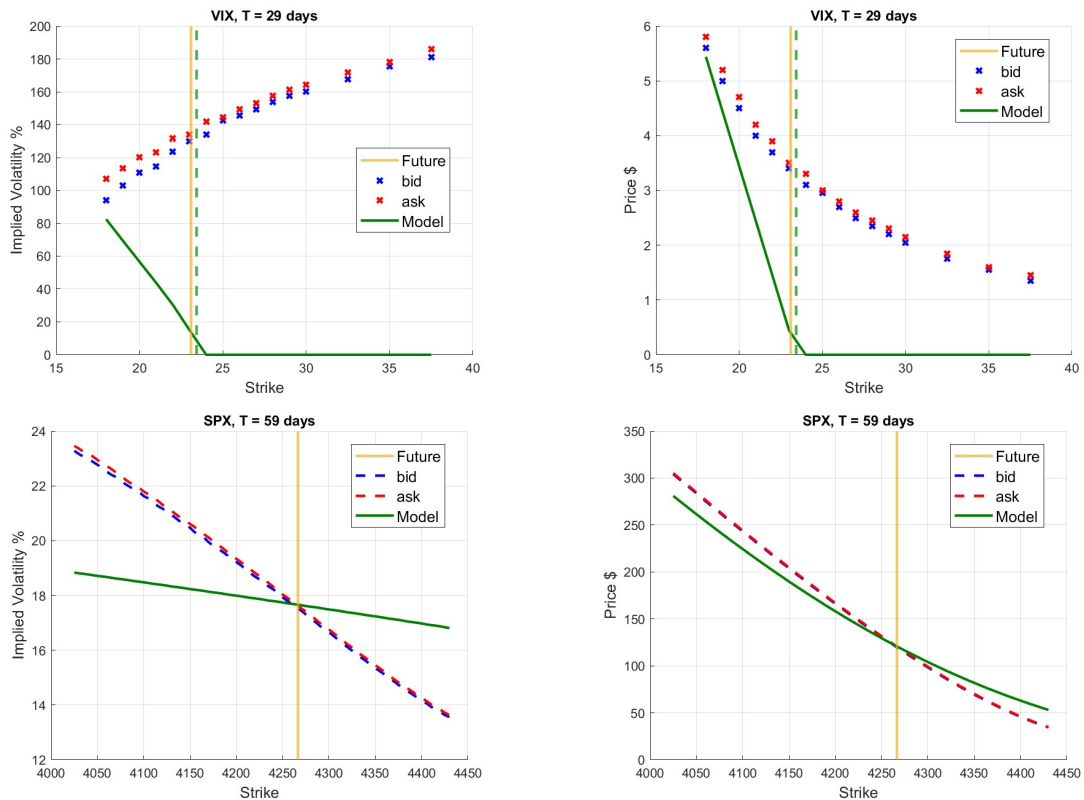 VIX, T = 29 days
200
180
160
140
120
100
80
60
40
20
0
Implied Volatility %
15 20 25 30 35 40
Strike
Future
bid
ask
Model
VIX, T = 29 days
6
5
4
3
2
1
0
Price $
15 20 25 30 35 40
Strike
Future
bid
ask
Model
SPX, T = 59 days
24
22
20
18
16
14
12
Implied Volatility %
4000 4050 4100 4150 4200 4250 4300 4350 4400 4450
Strike
Future
bid
ask
Model
SPX, T = 59 days
350
300
250
200
150
100
50
0
Price $
4000 4050 4100 4150 4200 4250 4300 4350 4400 4450
Strike
Future
bid
ask
Model